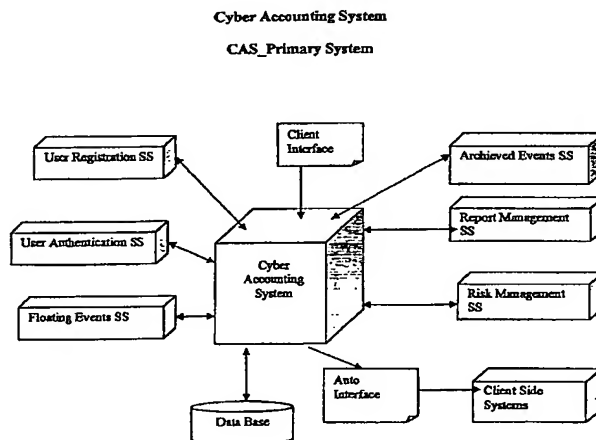 Cyber Accounting System
CAS_Primary System
Client
Interface
User Registration SS
Archieved Events SS
Report Management
SS
User Authentication SS
Cyber
Accounting
System
Risk Management
SS
Floating Events SS
Auto
Interface
Client Side
Systems
Data Base